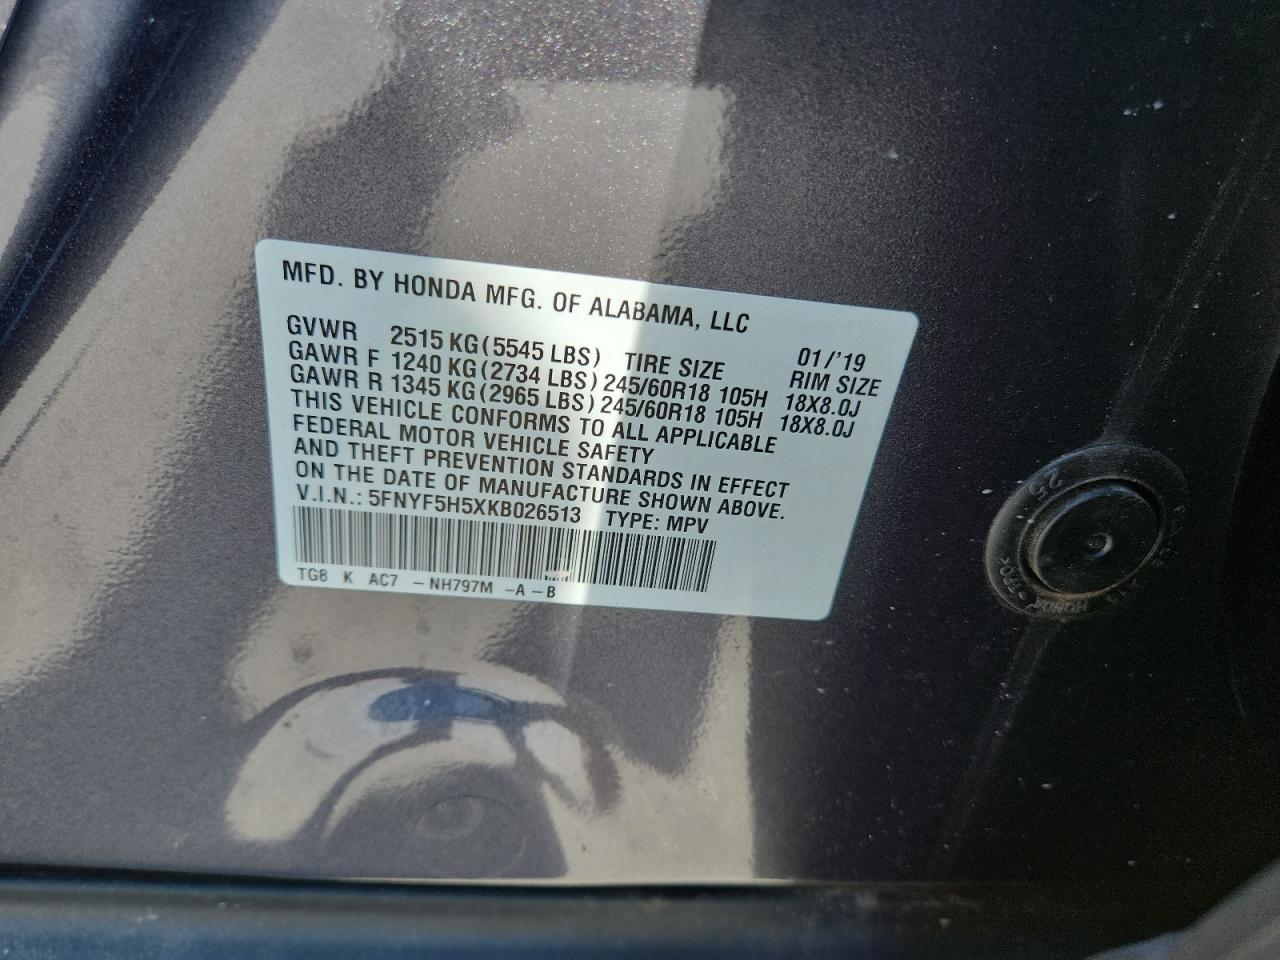 MFD. BY HONDA MFG. OF ALABAMA, LLC
01/'19
GVWR 2515 KG(5545 LBS) TIRE SIZE RIM SIZE
GAWR F 1240 KG(2734 LBS) 245/60R18 105H 18X8.0J
GAWR R 1345 KG(2965 LBS) 245/60R18 105H 18X8.0J
THIS VEHICLE CONFORMS TO ALL APPLICABLE
FEDERAL MOTOR VEHICLE SAFETY
AND THEFT PREVENTION STANDARDS IN EFFECT
ON THE DATE OF MANUFACTURE SHOWN ABOVE.
V.I.N.: 5FNYF5H5XKB026513 TYPE: MPV
TG8 K AC7 -NH797M -A-B
25
HONDA